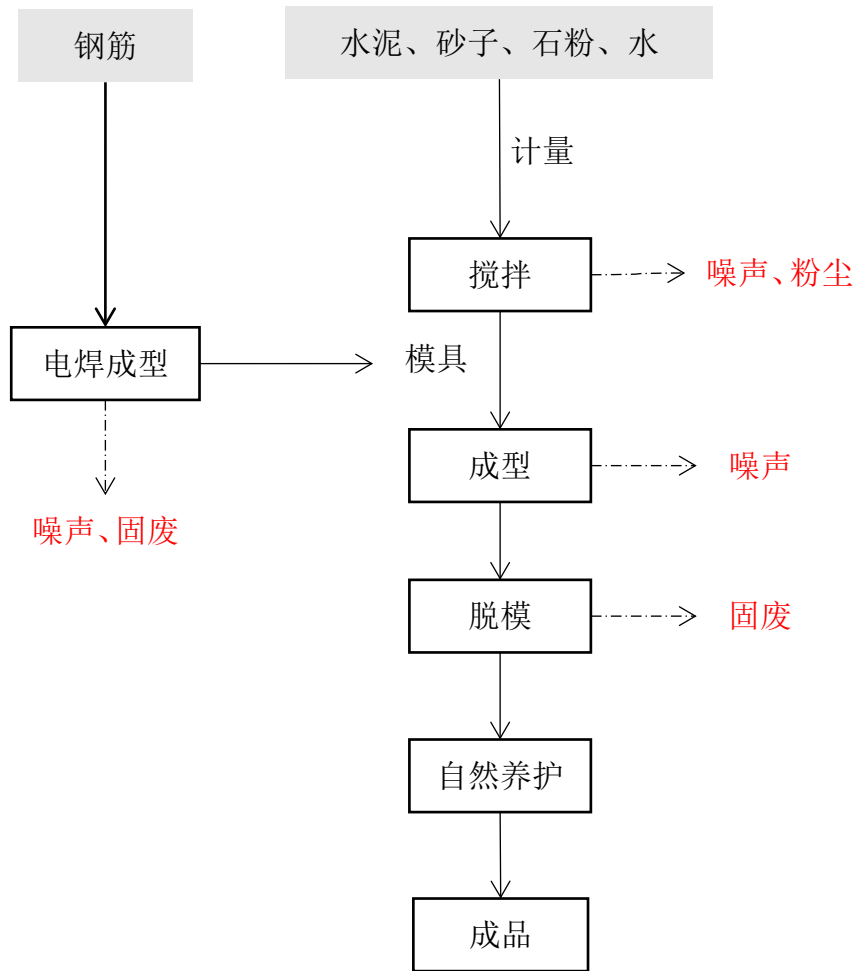 钢筋
水泥、砂子、石粉、水
计量
搅拌
噪声、粉尘
电焊成型
模具
成型
噪声
噪声、固废
脱模
固废
自然养护
成品